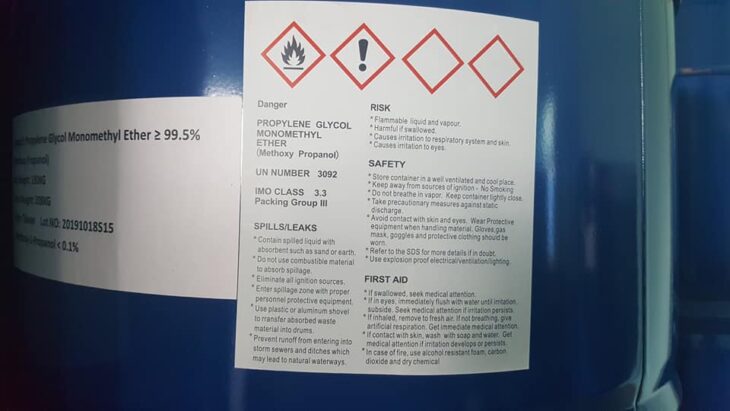 Propylene Glycol Monomethyl Ether ≥ 99.5%
Propanol)
LOT NO: 20191018515
< 0.1%
Danger
PROPYLENE GLYCOL
MONOMETHYL
ETHER
(Methoxy Propanol)
UN NUMBER 3092
IMO CLASS 3.3
Packing Group III
SPILLS/LEAKS
* Contain spilled liquid with
absorbent such as sand or earth.
* Do not use combustible material
to absorb spillage.
* Eliminate all ignition sources.
* Enter spillage zone with proper
personnel protective equipment.
* Use plastic or aluminum shovel
to transfer absorbed waste
material into drums.
* Prevent runoff from entering into
storm sewers and ditches which
may lead to natural waterways.
RISK
* Flammable liquid and vapour.
* Harmful if swallowed.
* Causes irritation to respiratory system and skin.
* Causes irritation to eyes.
SAFETY
* Store container in a well ventilated and cool place.
* Keep away from sources of ignition - No Smoking
* Do not breathe in vapor. Keep container lightly close.
* Take precautionary measures against static
discharge.
* Avoid contact with skin and eyes. Wear Protective
equipment when handling material. Gloves, gas
mask, goggles and protective clothing should be
worn.
* Refer to the SDS for more details if in doubt.
* Use explosion proof electrical/ventilation/lighting.
FIRST AID
* If swallowed, seek medical attention.
* If in eyes, immediately flush with water until irritation
subside. Seek medical attention if irritation persists.
* If inhaled, remove to fresh air. If not breathing, give
artificial respiration. Get immediate medical attention.
* If contact with skin, wash with soap and water. Get
medical attention if irritation develops or persists.
* In case of fire, use alcohol resistant foam, carbon
dioxide and dry chemical